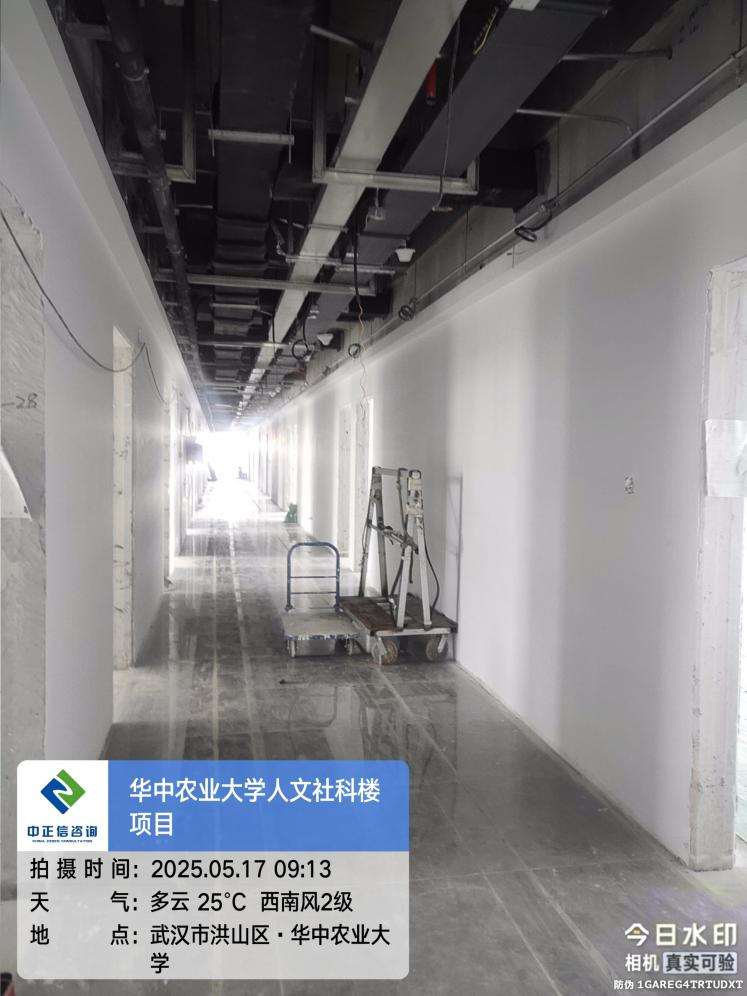 -28
中正信咨询
CHINA ZZXIN CONSULTATION
华中农业大学人文社科楼
项目
拍摄时间：2025.05.17 09:13
天气：多云 25°C 西南风2级
地点：武汉市洪山区·华中农业大
学
今日水印
相机 真实可验
防伪 1GAREG4TRTUDXT